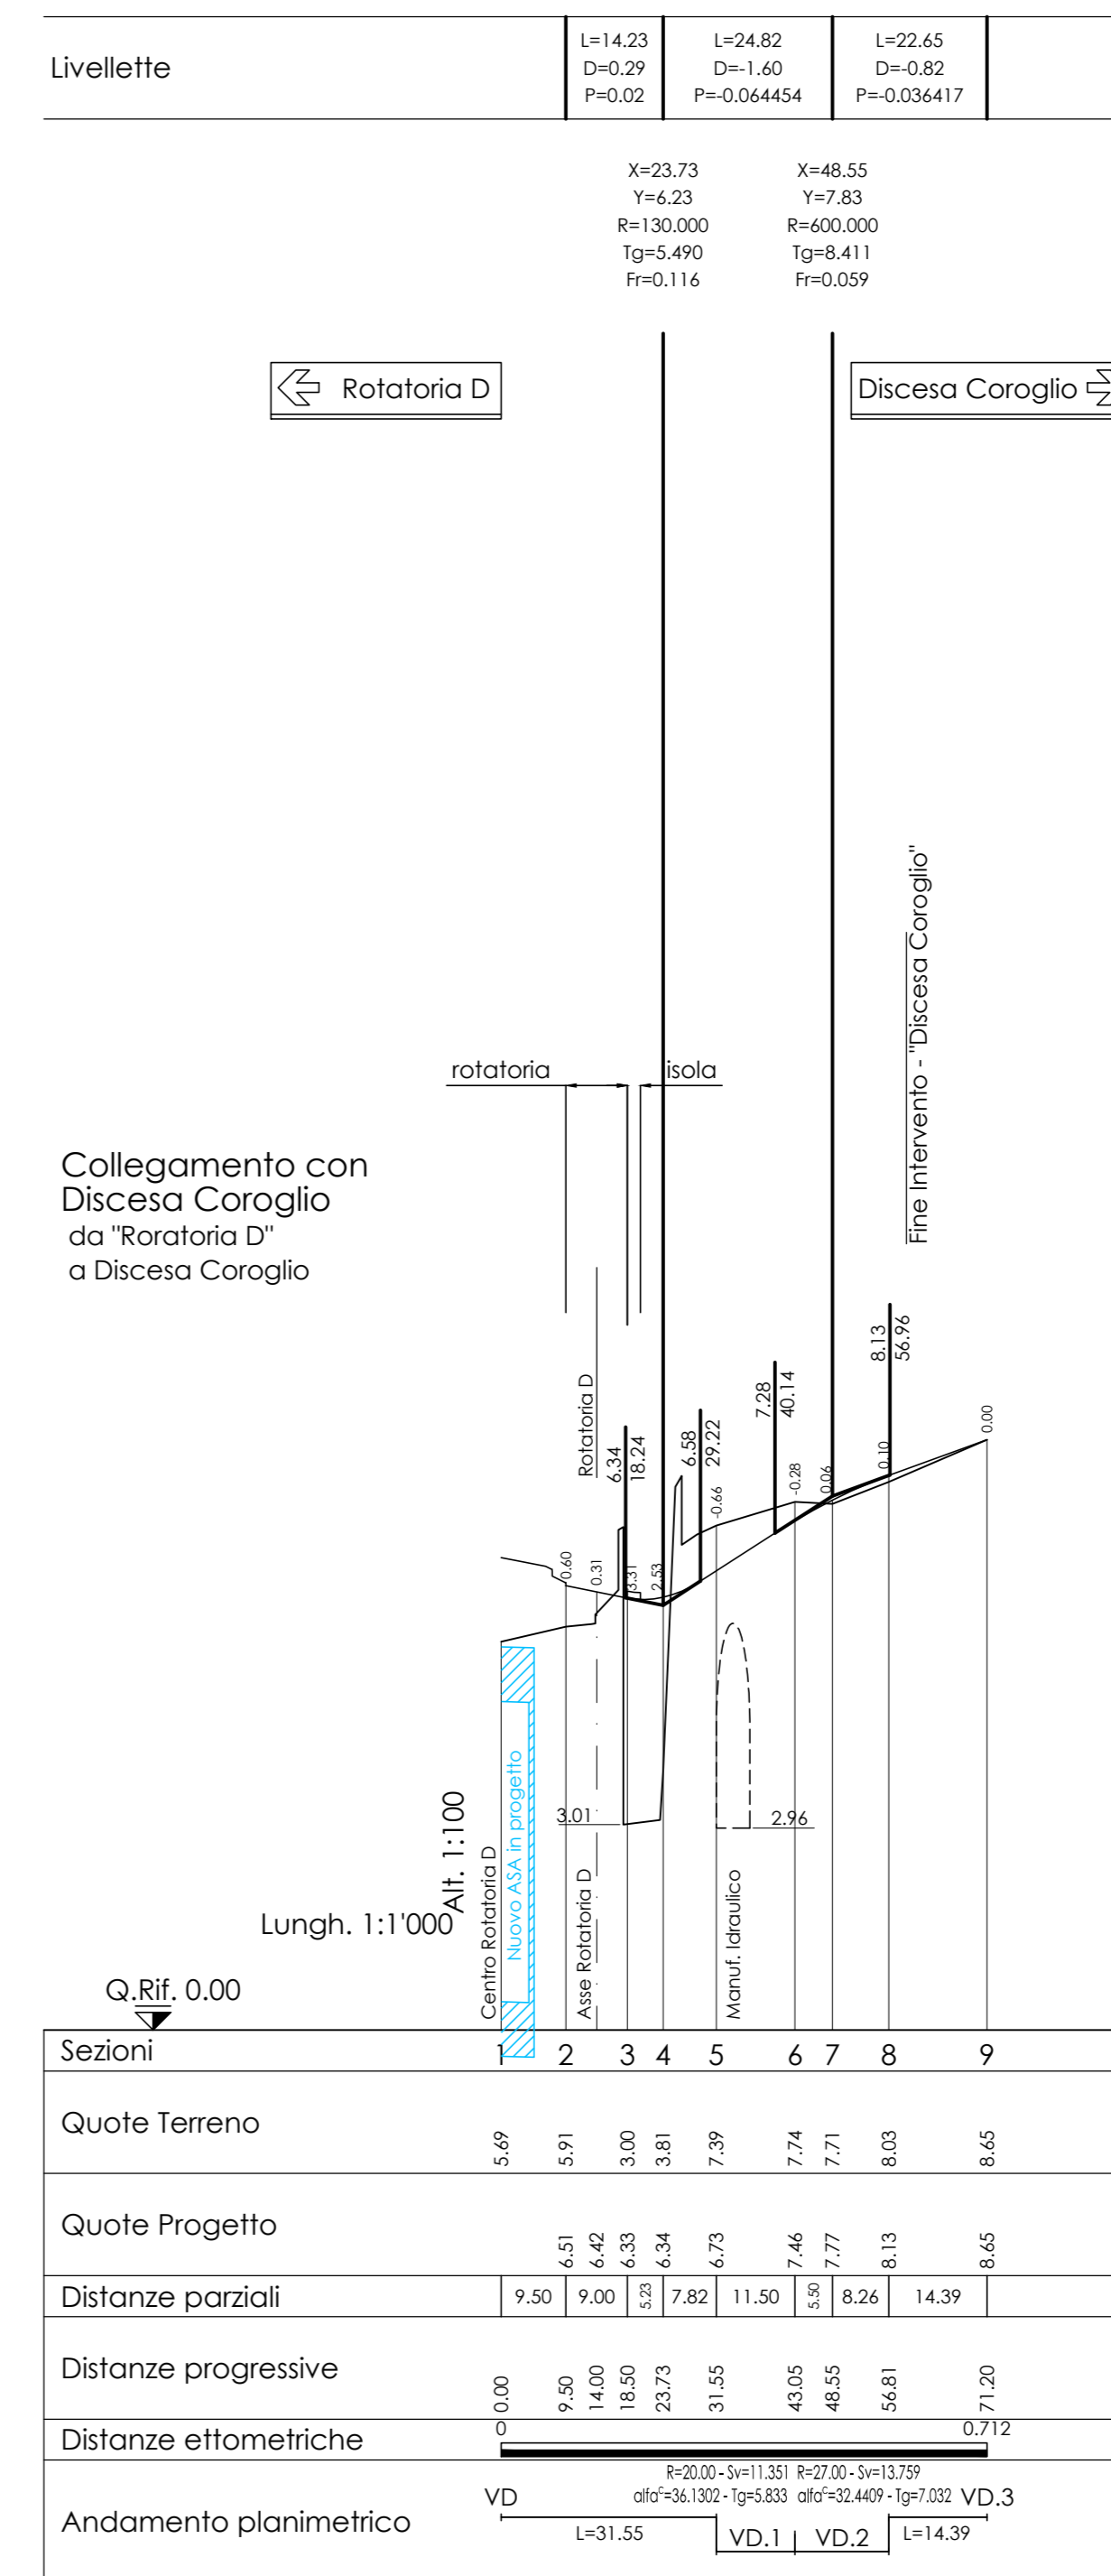 Livellette
L=14.23
D=0.29
P=0.02
L=24.82
D=-1.60
P=-0.064454
L=22.65
D=-0.82
P=-0.036417
X=23.73
Y=6.23
R=130.000
Tg=5.490
Fr=0.116
X=48.55
Y=7.83
R=600.000
Tg=8.411
Fr=0.059
Rotatoria D
Discesa Coroglio
Fine Intervento - "Discesa Coroglio"
rotatoria
isola
Collegamento con
Discesa Coroglio
da "Roratoria D"
a Discesa Coroglio
Rotatoria D
6.34
18.24
6.58
29.22
7.28
40.14
8.13
56.96
0.60
0.31
3.31
2.53
-0.66
-0.28
0.06
0.10
0.00
3.01
2.96
Alt. 1:100
Lungh. 1:1'000
Centro Rotatoria D
Nuovo ASA in progetto
Asse Rotatoria D
Manuf. Idraulico
Q.Rif. 0.00
Sezioni 1 2 3 4 5 6 7 8 9
Quote Terreno 5.69 5.91 3.00 3.81 7.39 7.74 7.71 8.03 8.65
Quote Progetto 6.51 6.42 6.33 6.34 6.73 7.46 7.77 8.13 8.65
Distanze parziali 9.50 9.00 5.23 7.82 11.50 5.50 8.26 14.39
Distanze progressive 0.00 9.50 14.00 18.50 23.73 31.55 43.05 48.55 56.81 71.20
Distanze ettometriche 0 0.712
Andamento planimetrico
VD
L=31.55
R=20.00 - Sv=11.351
alfaᶜ=36.1302 - Tg=5.833
VD.1
R=27.00 - Sv=13.759
alfaᶜ=32.4409 - Tg=7.032
VD.2
VD.3
L=14.39